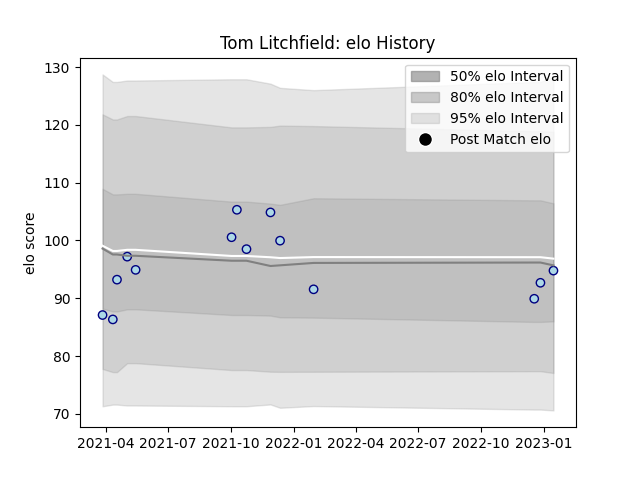 Tom Litchfield: elo History
50% elo Interval
80% elo Interval
95% elo Interval
Post Match elo
elo score
130
120
110
100
90
80
70
2021-04 2021-07 2021-10 2022-01 2022-04 2022-07 2022-10 2023-01